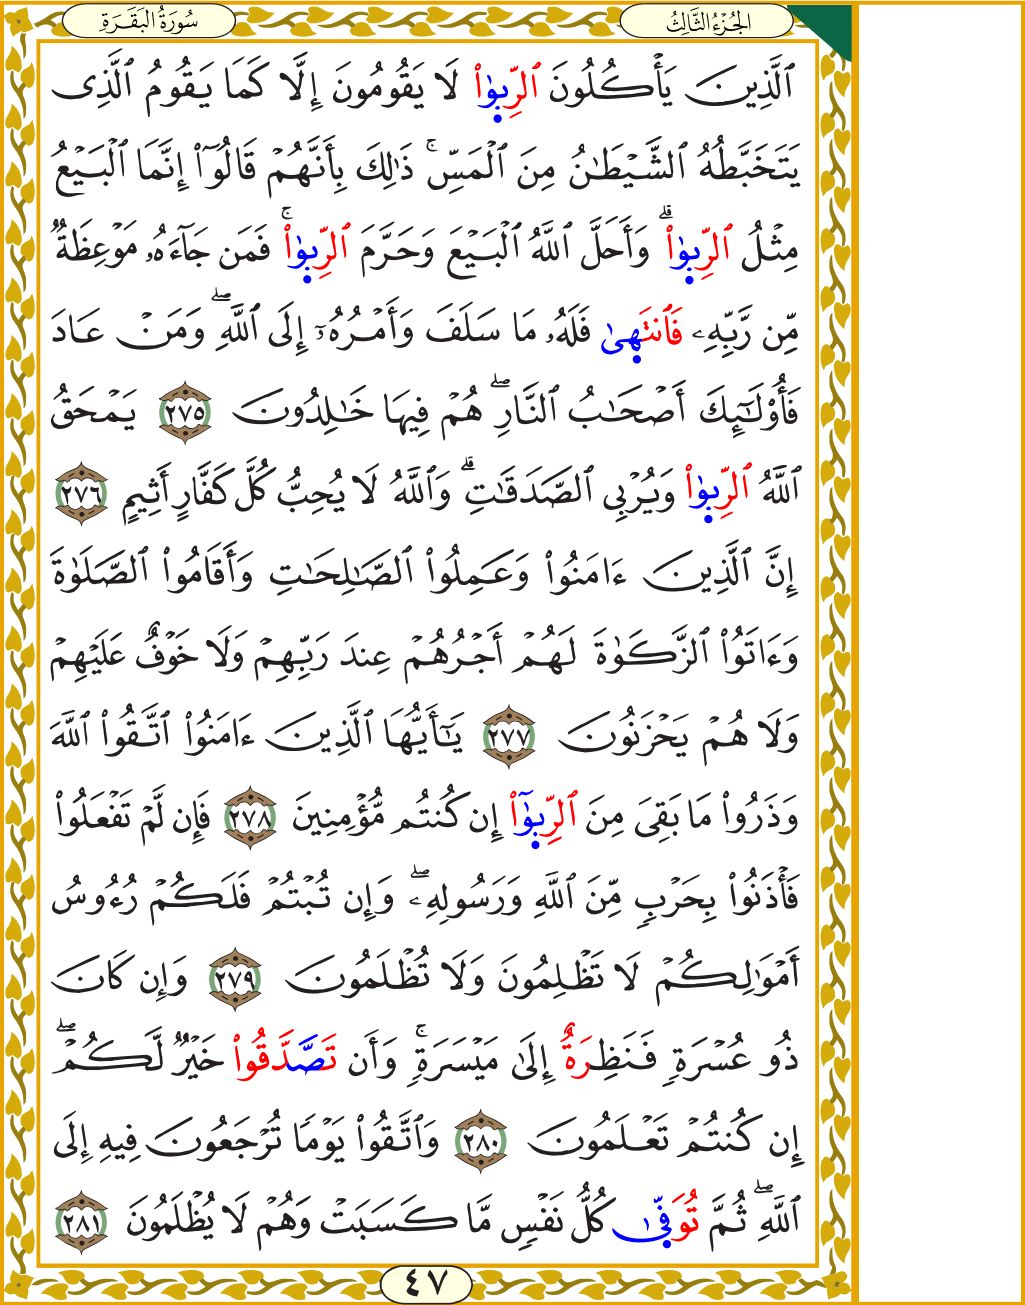 الجُزْءُ الثَّالِثُ
سُورَةُ الْبَقَرَةِ
ٱلَّذِينَ يَأْكُلُونَ ٱلرِّبَوٰا۟ لَا يَقُومُونَ إِلَّا كَمَا يَقُومُ ٱلَّذِى
يَتَخَبَّطُهُ ٱلشَّيْطَٰنُ مِنَ ٱلْمَسِّ ۚ ذَٰلِكَ بِأَنَّهُمْ قَالُوٓا۟ إِنَّمَا ٱلْبَيْعُ
مِثْلُ ٱلرِّبَوٰا۟ ۗ وَأَحَلَّ ٱللَّهُ ٱلْبَيْعَ وَحَرَّمَ ٱلرِّبَوٰا۟ ۚ فَمَن جَآءَهُۥ مَوْعِظَةٌ
مِّن رَّبِّهِۦ فَٱنتَهِىٰ فَلَهُۥ مَا سَلَفَ وَأَمْرُهُۥٓ إِلَى ٱللَّهِ ۖ وَمَنْ عَادَ
فَأُو۟لَٰٓئِكَ أَصْحَٰبُ ٱلنَّارِ ۖ هُمْ فِيهَا خَٰلِدُونَ ٢٧٥ يَمْحَقُ
ٱللَّهُ ٱلرِّبَوٰا۟ وَيُرْبِى ٱلصَّدَقَٰتِ ۗ وَٱللَّهُ لَا يُحِبُّ كُلَّ كَفَّارٍ أَثِيمٍ ٢٧٦
إِنَّ ٱلَّذِينَ ءَامَنُوا۟ وَعَمِلُوا۟ ٱلصَّٰلِحَٰتِ وَأَقَامُوا۟ ٱلصَّلَوٰةَ
وَءَاتَوُا۟ ٱلزَّكَوٰةَ لَهُمْ أَجْرُهُمْ عِندَ رَبِّهِمْ وَلَا خَوْفٌ عَلَيْهِمْ
وَلَا هُمْ يَحْزَنُونَ ٢٧٧ يَٰٓأَيُّهَا ٱلَّذِينَ ءَامَنُوا۟ ٱتَّقُوا۟ ٱللَّهَ
وَذَرُوا۟ مَا بَقِىَ مِنَ ٱلرِّبَوٰٓا۟ إِن كُنتُم مُّؤْمِنِينَ ٢٧٨ فَإِن لَّمْ تَفْعَلُوا۟
فَأْذَنُوا۟ بِحَرْبٍ مِّنَ ٱللَّهِ وَرَسُولِهِۦ ۖ وَإِن تُبْتُمْ فَلَكُمْ رُءُوسُ
أَمْوَٰلِكُمْ لَا تَظْلِمُونَ وَلَا تُظْلَمُونَ ٢٧٩ وَإِن كَانَ
ذُو عُسْرَةٍ فَنَظِرَةٌ إِلَىٰ مَيْسَرَةٍ ۚ وَأَن تَصَّدَّقُوا۟ خَيْرٌ لَّكُمْ ۖ
إِن كُنتُمْ تَعْلَمُونَ ٢٨٠ وَٱتَّقُوا۟ يَوْمًا تُرْجَعُونَ فِيهِ إِلَى
ٱللَّهِ ۖ ثُمَّ تُوَفِّىٰ كُلُّ نَفْسٍ مَّا كَسَبَتْ وَهُمْ لَا يُظْلَمُونَ ٢٨١
٤٧